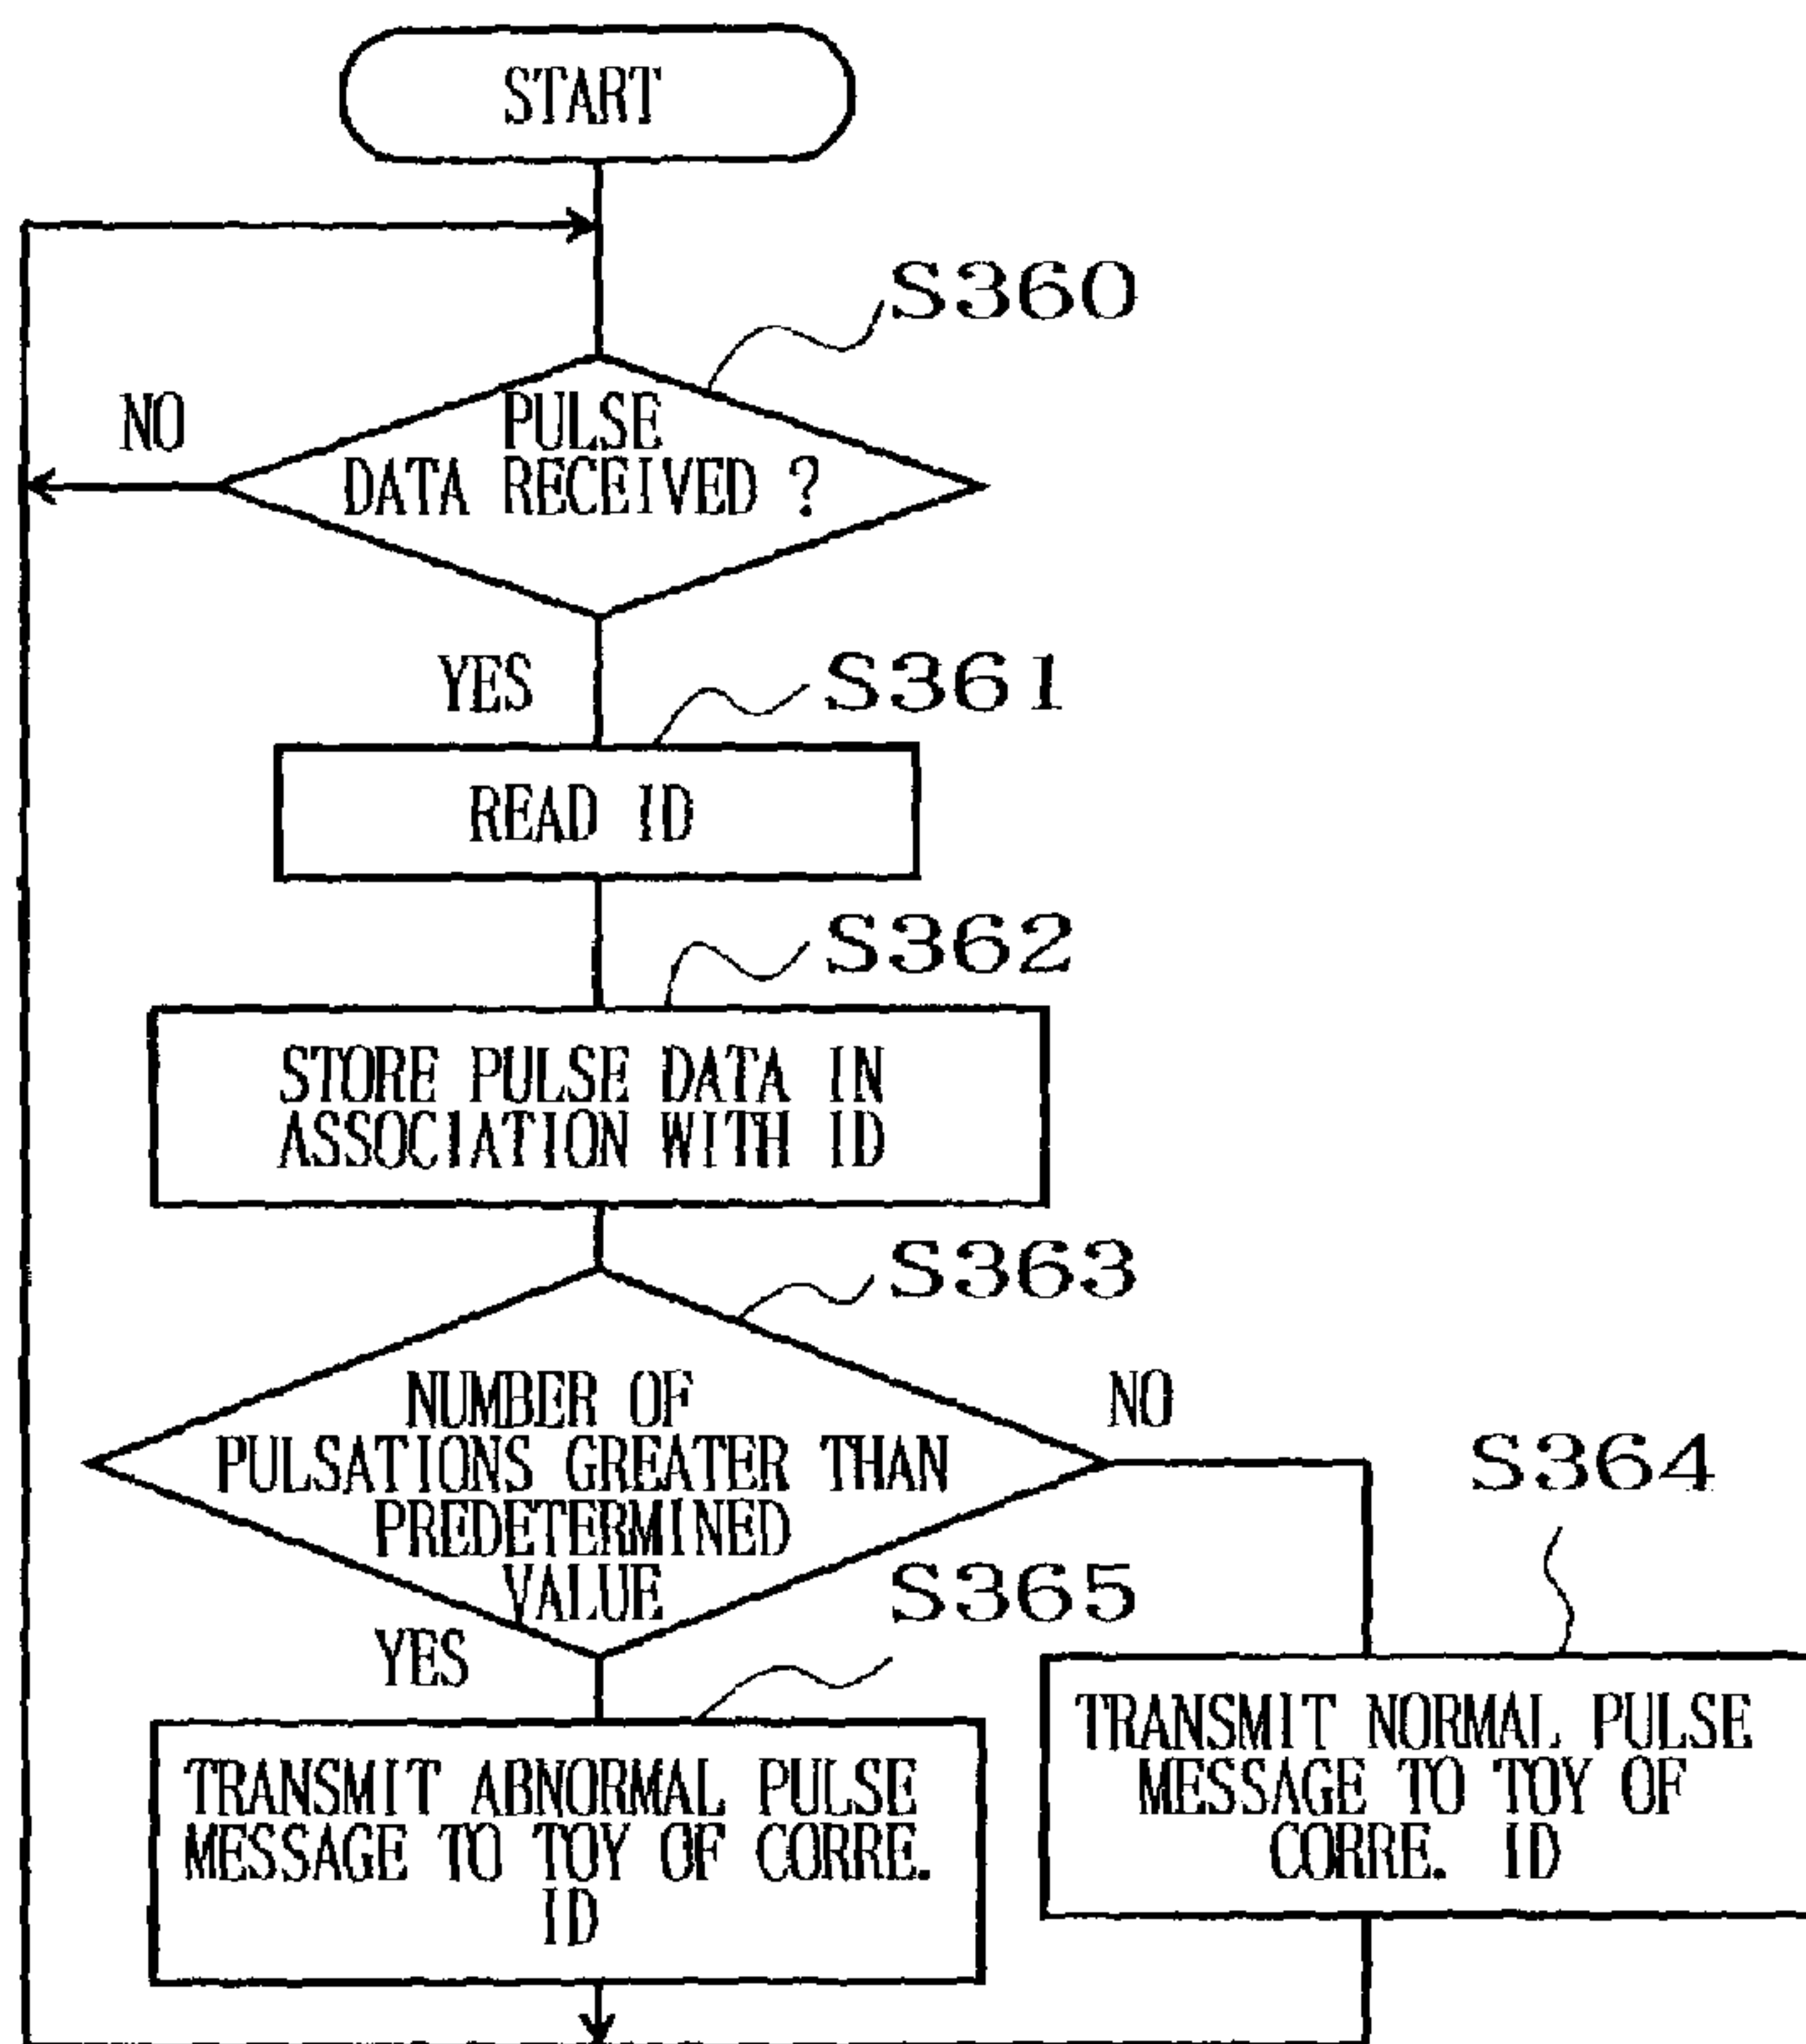 START
S360
NO
PULSE
DATA RECEIVED ?
YES
S361
READ ID
S362
STORE PULSE DATA IN
ASSOCIATION WITH ID
S363
NUMBER OF
PULSATIONS GREATER THAN
PREDETERMINED
VALUE
NO
S364
YES
S365
TRANSMIT ABNORMAL PULSE
MESSAGE TO TOY OF CORRE.
ID
TRANSMIT NORMAL PULSE
MESSAGE TO TOY OF
CORRE. ID